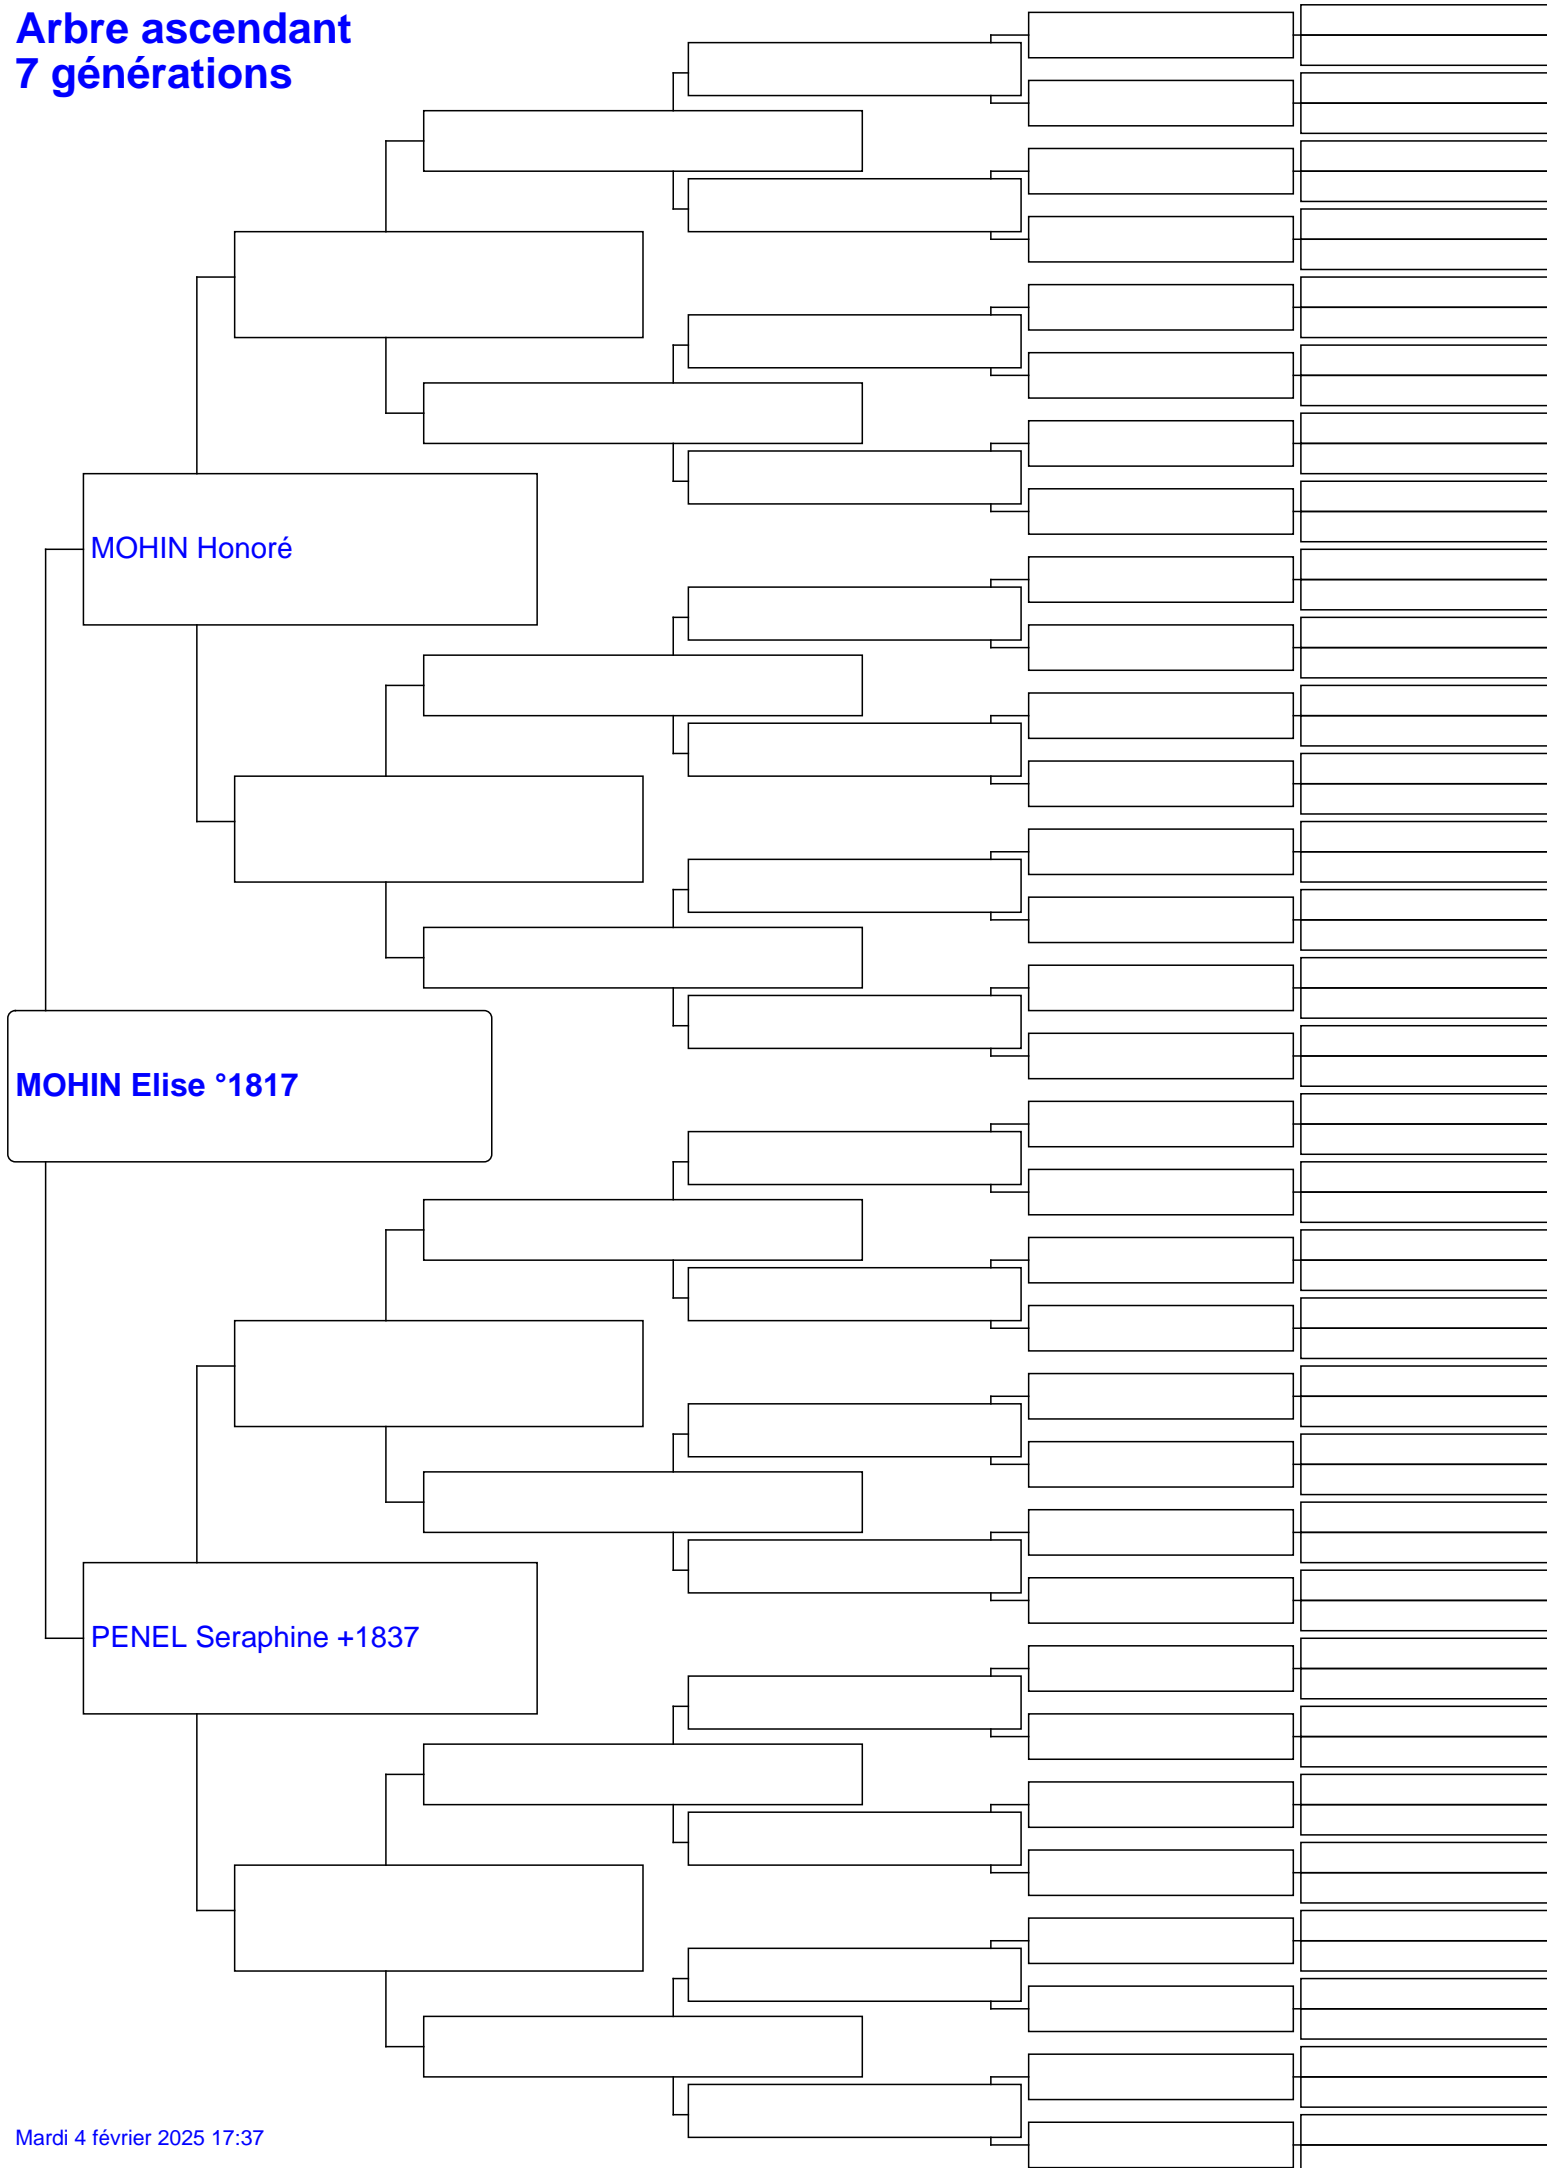 Arbre ascendant
7 générations
MOHIN Honoré
MOHIN Elise °1817
PENEL Seraphine +1837
Mardi 4 février 2025 17:37